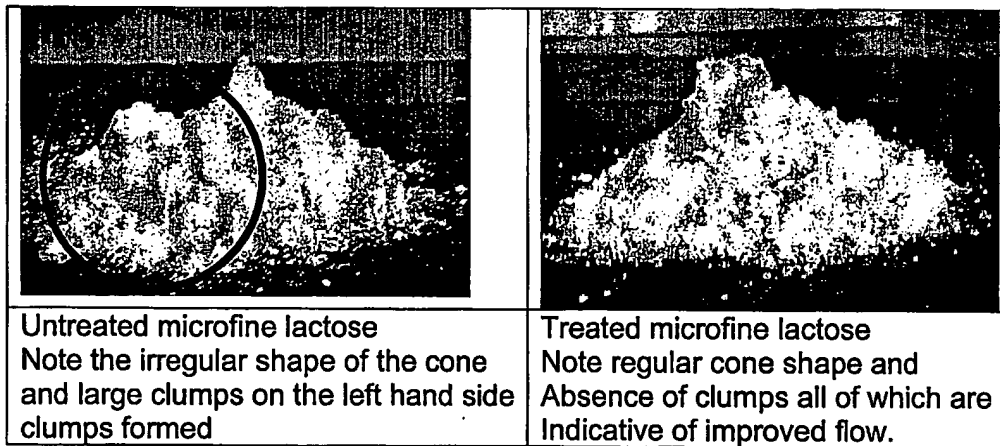 Untreated microfine lactose
Note the irregular shape of the cone
and large clumps on the left hand side
clumps formed
Treated microfine lactose
Note regular cone shape and
Absence of clumps all of which are
Indicative of improved flow.